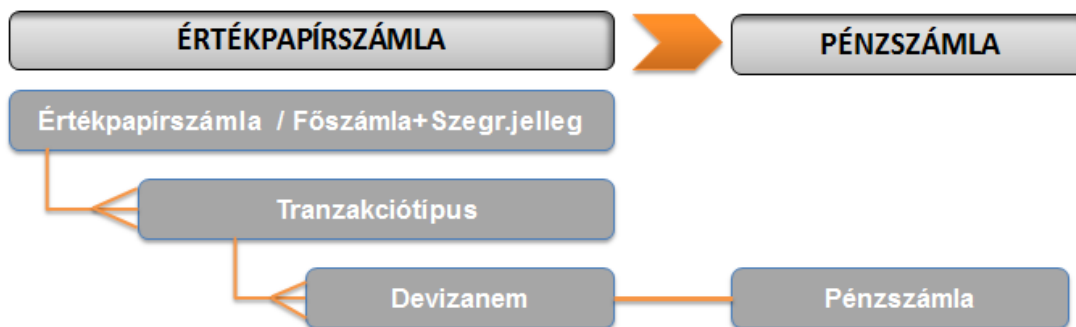 ÉRTÉKPAPÍRSZÁMLA
PÉNZSZÁMLA
Értékpapírszámla / Főszámla+Szegr.jelleg
Tranzakciótípus
Devizanem
Pénzszámla